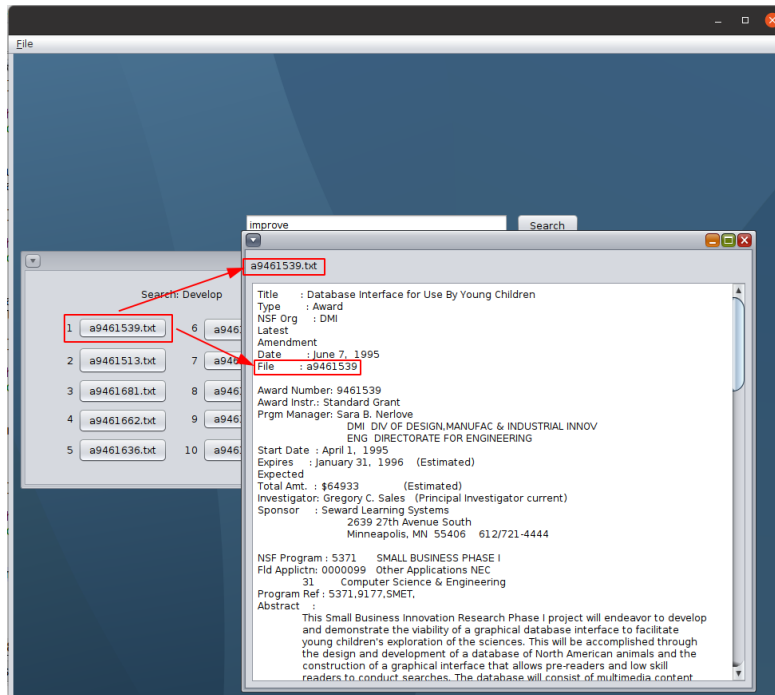 File
improve
Search
Search: Develop
1 a9461539.txt
2 a9461513.txt
3 a9461681.txt
4 a9461662.txt
5 a9461636.txt
6 a946
7 a946
8 a946
9 a946
10 a946
a9461539.txt
Title : Database Interface for Use By Young Children
Type : Award
NSF Org : DMI
Latest
Amendment
Date : June 7, 1995
File : a9461539
Award Number: 9461539
Award Instr.: Standard Grant
Prgm Manager: Sara B. Nerlove
DMI DIV OF DESIGN,MANUFAC & INDUSTRIAL INNOV
ENG DIRECTORATE FOR ENGINEERING
Start Date : April 1, 1995
Expires : January 31, 1996 (Estimated)
Expected
Total Amt. : $64933 (Estimated)
Investigator: Gregory C. Sales (Principal Investigator current)
Sponsor : Seward Learning Systems
2639 27th Avenue South
Minneapolis, MN 55406 612/721-4444
NSF Program : 5371 SMALL BUSINESS PHASE I
Fld Applictn: 0000099 Other Applications NEC
31 Computer Science & Engineering
Program Ref : 5371,9177,SMET,
Abstract :
This Small Business Innovation Research Phase I project will endeavor to develop
and demonstrate the viability of a graphical database interface to facilitate
young children's exploration of the sciences. This will be accomplished through
the design and development of a database of North American animals and the
construction of a graphical interface that allows pre-readers and low skill
readers to conduct searches. The database will consist of multimedia content